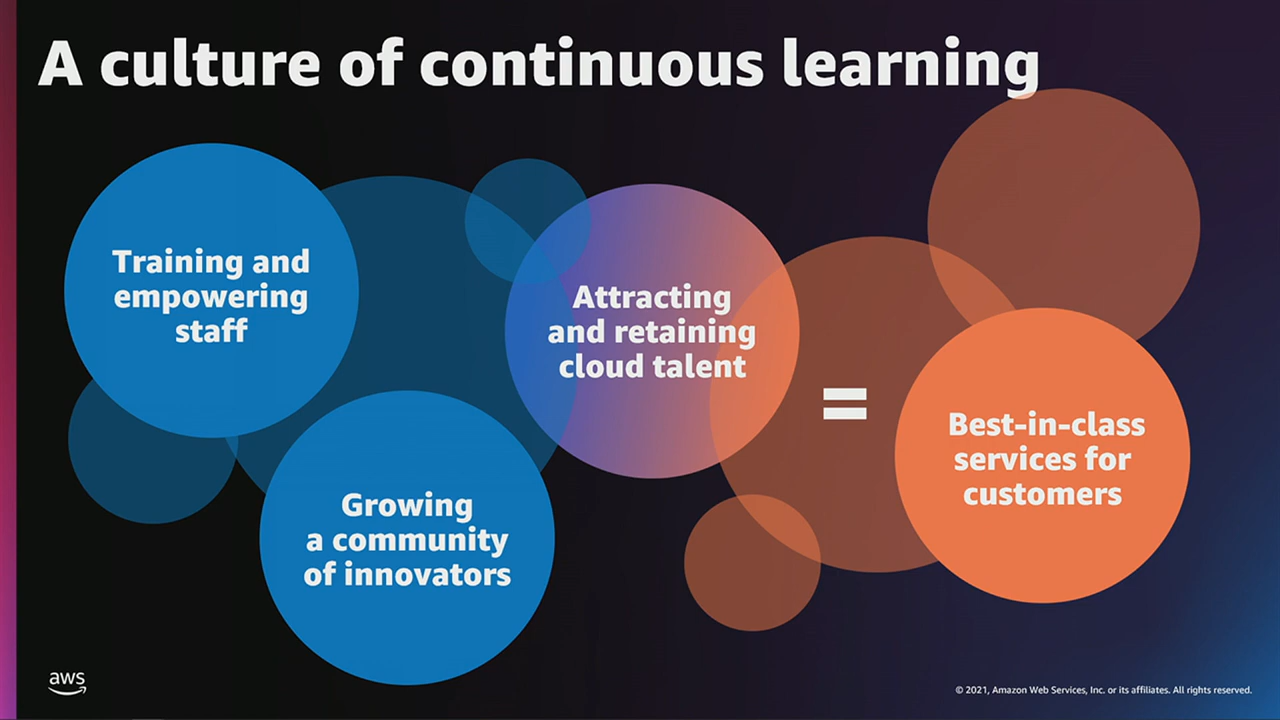 A culture of continuous learning
Training and
empowering
staff
Growing
a community
of innovators
Attracting
and retaining
cloud talent
=
Best-in-class
services for
customers
aws
© 2021, Amazon Web Services, Inc. or its affiliates. All rights reserved.